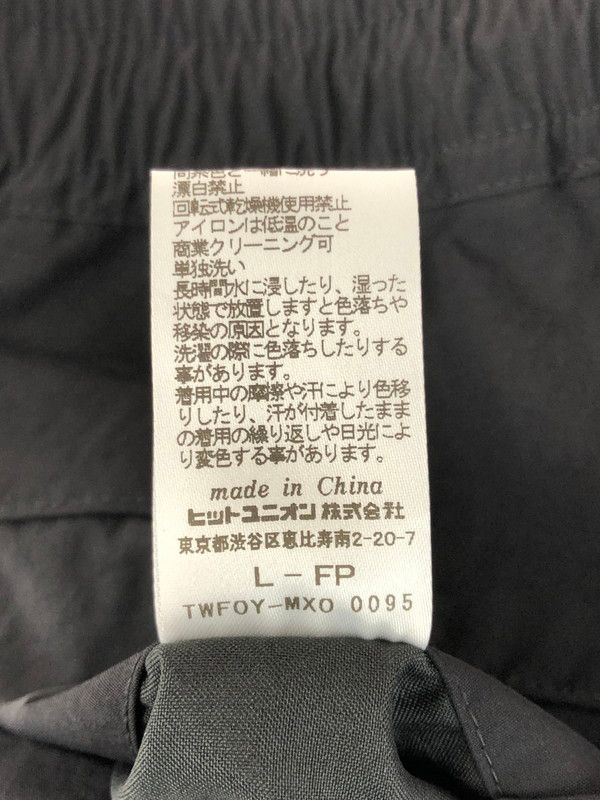 漂白禁止
回転式乾燥機使用禁止
アイロンは低温のこと
商業クリーニング可
単独洗い
長時間水に浸したり、湿った
状態で放置しますと色落ちや
移染の原因となります。
洗濯の際に色落ちしたりする
事があります。
着用中の摩擦や汗により色移
りしたり、汗が付着したまま
の着用の繰り返しや日光によ
り変色する事があります。
made in China
ヒットユニオン株式会社
東京都渋谷区恵比寿南2-20-7
L-FP
TWFOY-MXO 0095